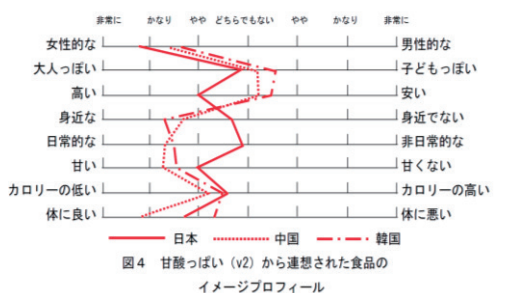 非常に かなり やや どちらでもない やや かなり 非常に
女性的な 男性的な
大人っぽい 子どもっぽい
高い 安い
身近な 身近でない
日常的な 非日常的な
甘い 甘くない
カロリーの低い カロリーの高い
体に良い 体に悪い
日本 中国 韓国
図4 甘酸っぱい(v2)から連想された食品の
イメージプロフィール